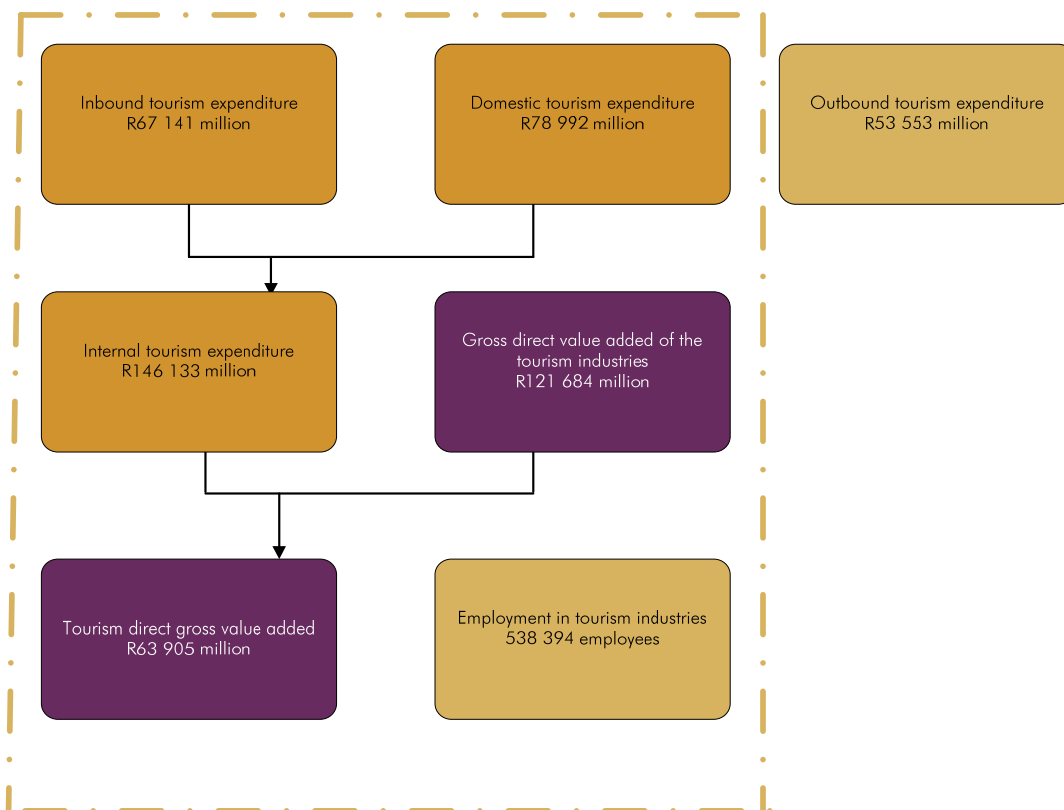 Inbound tourism expenditure
R67 141 million
Domestic tourism expenditure
R78 992 million
Outbound tourism expenditure
R53 553 million
Internal tourism expenditure
R146 133 million
Gross direct value added of the
tourism industries
R121 684 million
Tourism direct gross value added
R63 905 million
Employment in tourism industries
538 394 employees